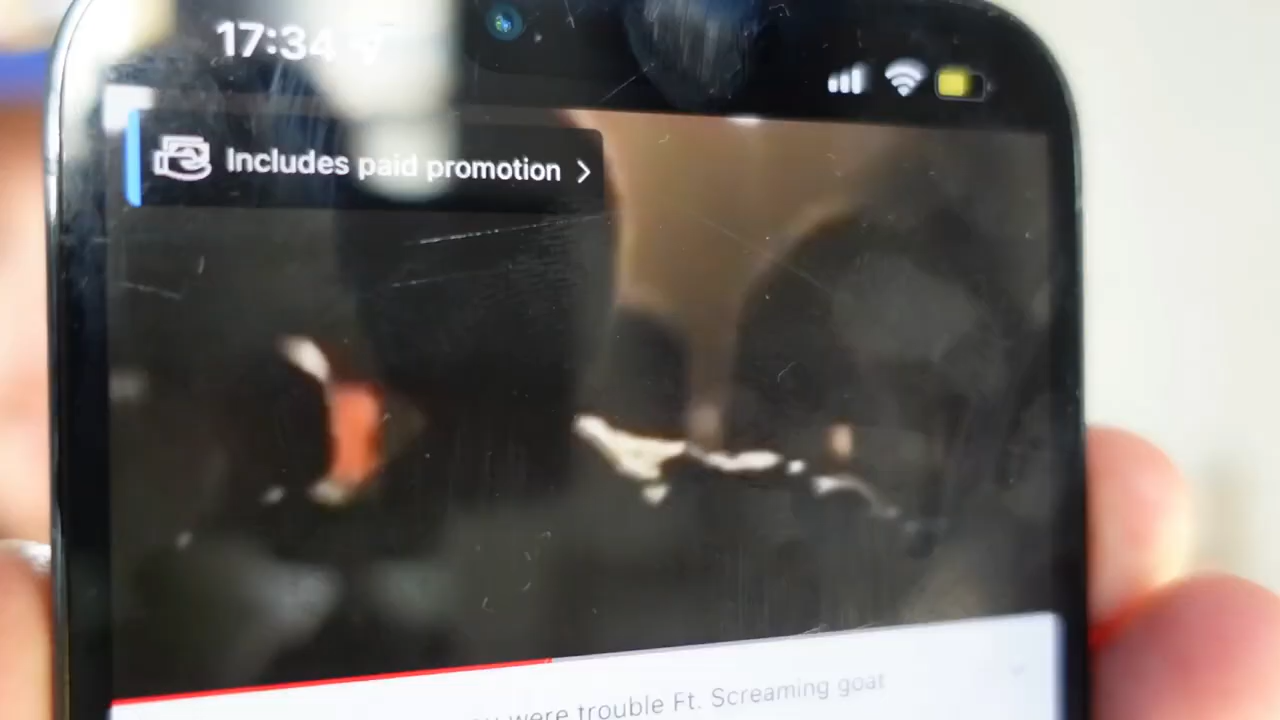 17:34
Includes paid promotion
were trouble Ft. Screaming goat